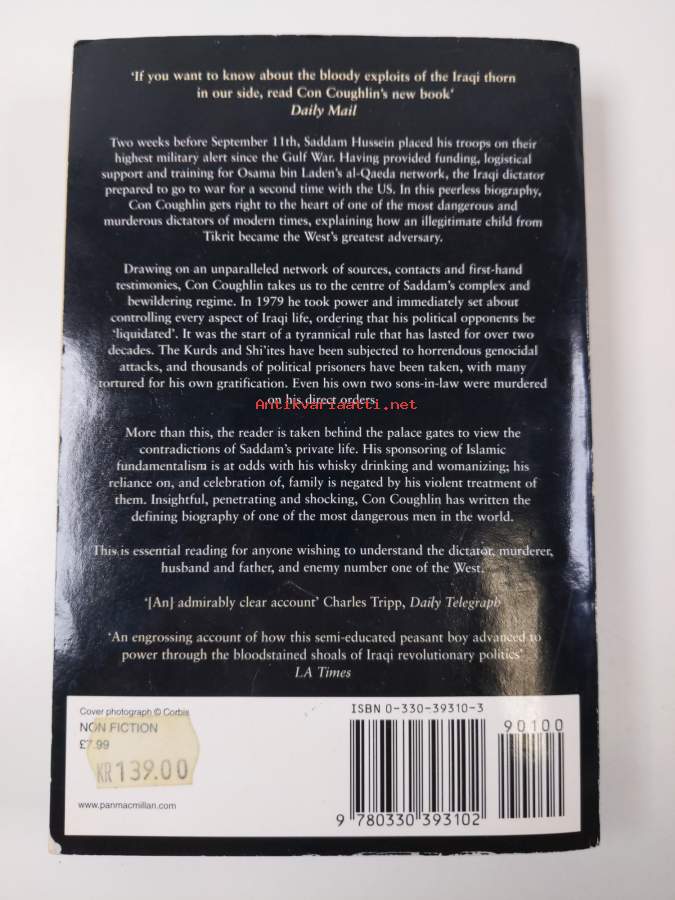 'If you want to know about the bloody exploits of the Iraqi thorn
in our side, read Con Coughlin's new book'
Daily Mail
Two weeks before September 11th, Saddam Hussein placed his troops on their
highest military alert since the Gulf War. Having provided funding, logistical
support and training for Osama bin Laden's al-Qaeda network, the Iraqi dictator
prepared to go to war for a second time with the US. In this peerless biography,
Con Coughlin gets right to the heart of one of the most dangerous and
murderous dictators of modern times, explaining how an illegitimate child from
Tikrit became the West's greatest adversary.
Drawing on an unparalleled network of sources, contacts and first-hand
testimonies, Con Coughlin takes us to the centre of Saddam's complex and
bewildering regime. In 1979 he took power and immediately set about
controlling every aspect of Iraqi life, ordering that his political opponents be
'liquidated'. It was the start of a tyrannical rule that has lasted for over two
decades. The Kurds and Shi'ites have been subjected to horrendous genocidal
attacks, and thousands of political prisoners have been taken, with many
tortured for his own gratification. Even his own two sons-in-law were murdered
on his direct orders.
Antikvariaatti.net
More than this, the reader is taken behind the palace gates to view the
contradictions of Saddam's private life. His sponsoring of Islamic
fundamentalism is at odds with his whisky drinking and womanizing; his
reliance on, and celebration of, family is negated by his violent treatment of
them. Insightful, penetrating and shocking, Con Coughlin has written the
defining biography of one of the most dangerous men in the world.
This is essential reading for anyone wishing to understand the dictator, murderer,
husband and father, and enemy number one of the West.
'[An] admirably clear account' Charles Tripp, Daily Telegraph
'An engrossing account of how this semi-educated peasant boy advanced to
power through the bloodstained shoals of Iraqi revolutionary politics'
LA Times
Cover photograph © Corbis
NON FICTION
£7.99
KR 139.00
www.panmacmillan.com
ISBN 0-330-39310-3
90100
9 780330 393102